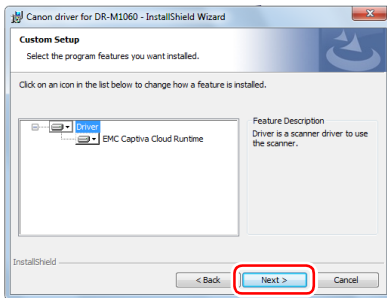 Canon driver for DR-M1060 - InstallShield Wizard
Custom Setup
Select the program features you want installed.
Click on an icon in the list below to change how a feature is installed.
Driver
EMC Captiva Cloud Runtime
Feature Description
Driver is a scanner driver to use
the scanner.
InstallShield
< Back
Next >
Cancel